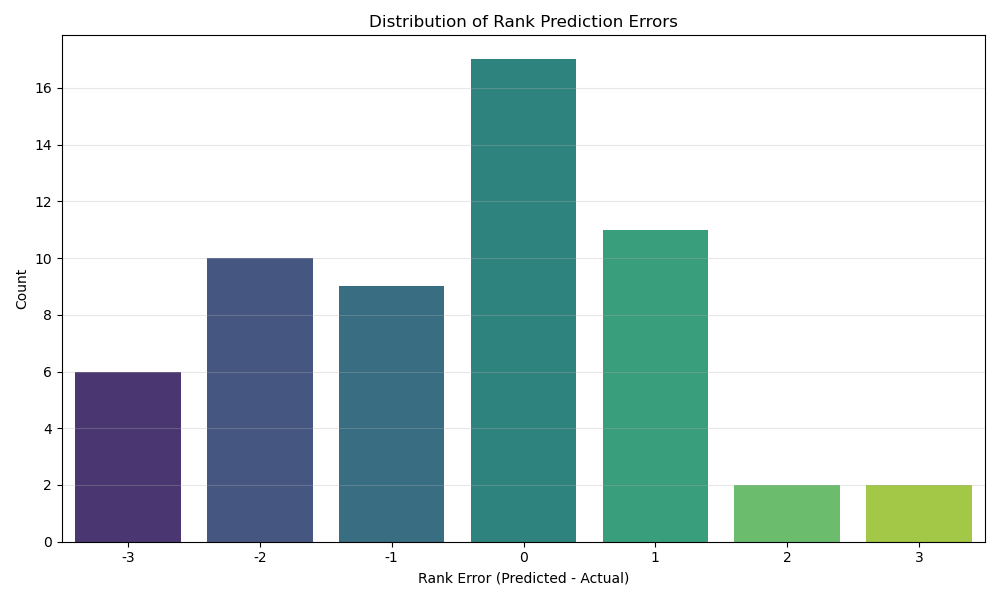 Distribution of Rank Prediction Errors
Count
16
14
12
10
8
6
4
2
0
-3 -2 -1 0 1 2 3
Rank Error (Predicted - Actual)